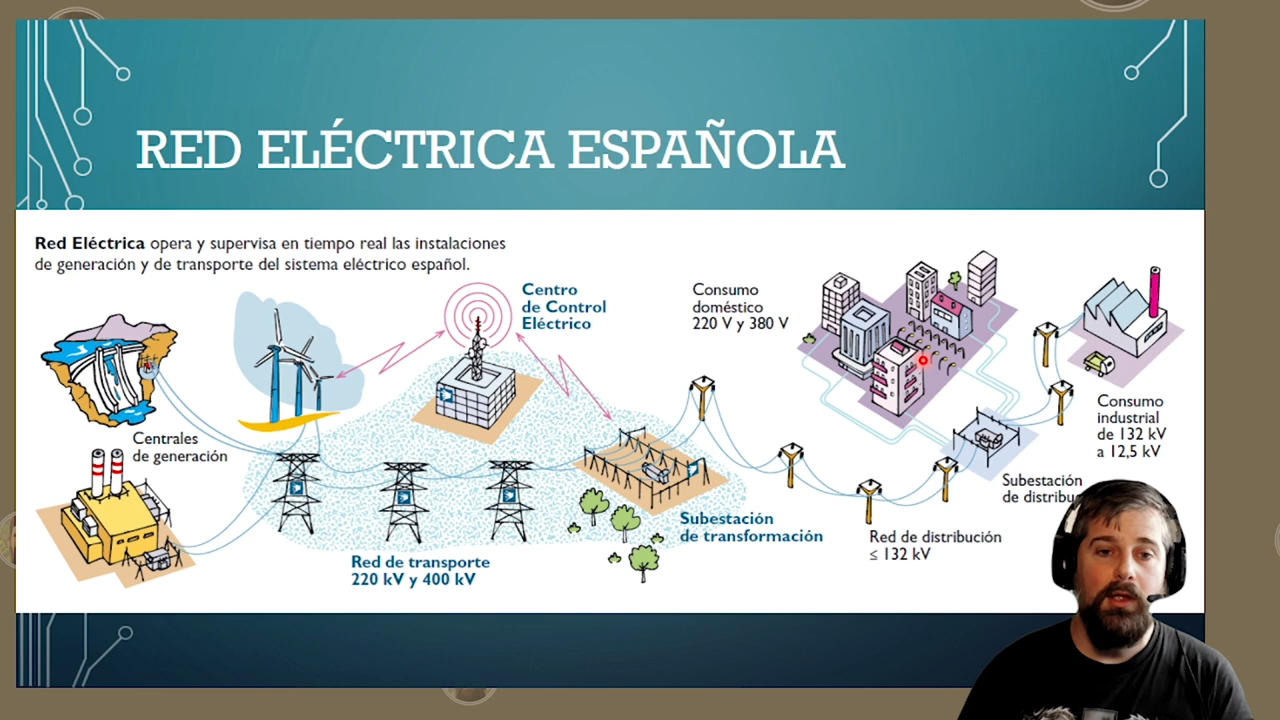 RED ELÉCTRICA ESPAÑOLA
Red Eléctrica opera y supervisa en tiempo real las instalaciones
de generación y de transporte del sistema eléctrico español.
Centro
de Control
Eléctrico
Consumo
doméstico
220 V y 380 V
Centrales
de generación
Consumo
industrial
de 132 kV
a 12,5 kV
Subestación
de distribu
Subestación
de transformación
Red de distribución
≤ 132 kV
Red de transporte
220 kV y 400 kV